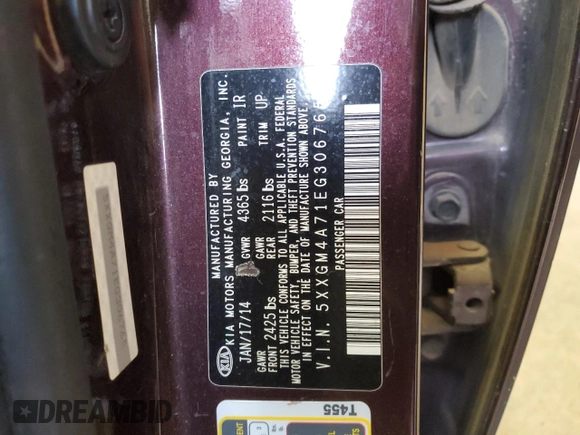 KIA
MANUFACTURED BY
KIA MOTORS MANUFACTURING GEORGIA, INC.
JAN/17/14 4365 lbs PAINT IR
GAWR FRONT 2425 lbs GAWR REAR 2116 lbs TRIM UP
THIS VEHICLE CONFORMS TO ALL APPLICABLE U.S.A. FEDERAL
MOTOR VEHICLE SAFETY, BUMPER, AND THEFT PREVENTION STANDARDS
IN EFFECT ON THE DATE OF MANUFACTURE SHOWN ABOVE.
V.I.N. 5XXGM4A71EG30676
PASSENGER CAR
T455
DREAMBID